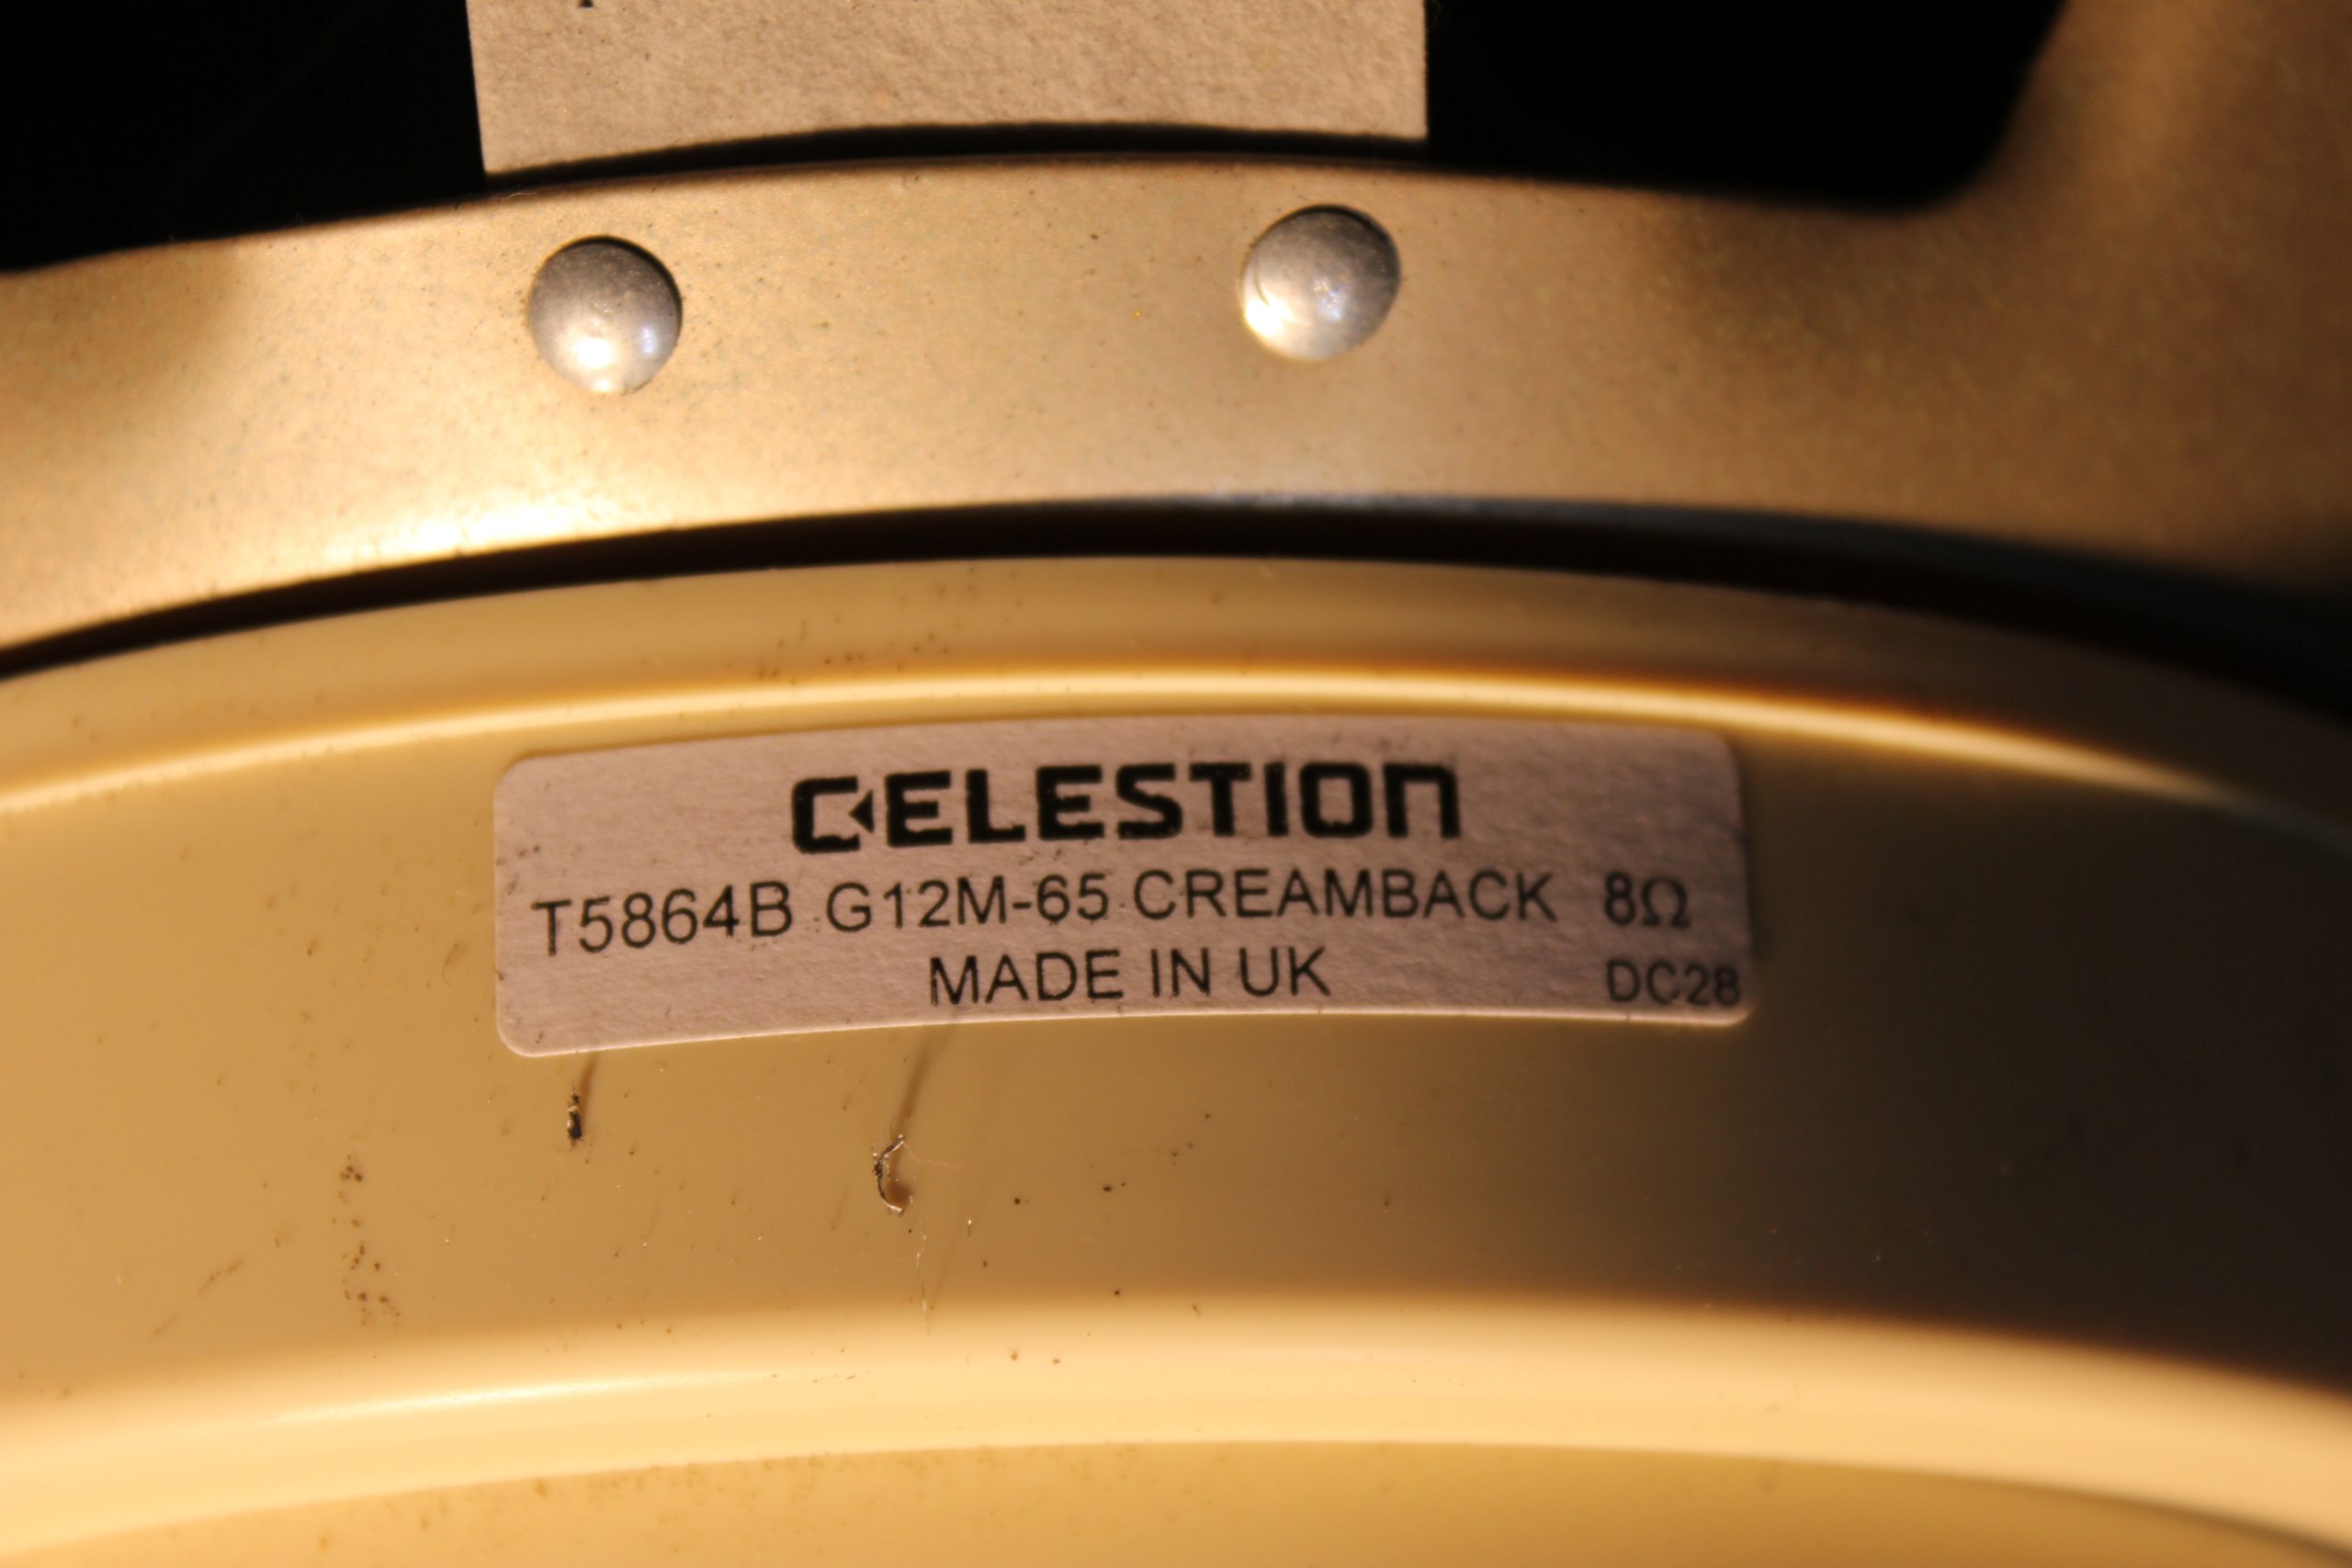 CELESTION
T5864B G12M-65 CREAMBACK 8Ω
MADE IN UK DC28